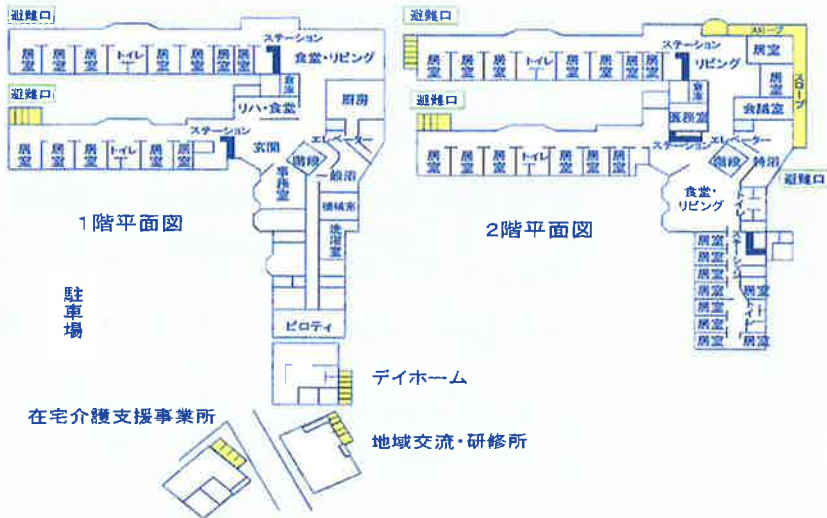 避難口
居室 居室 居室 トイレ 居室 居室 居室 居室
ステーション
食堂・リビング
倉庫
リハ・食堂
厨房
避難口
居室 居室 居室 トイレ 居室 居室
ステーション
玄関
エレベーター
階段
般浴
事務室
機械室
洗濯室
ピロティ
1階平面図
駐車場
デイホーム
在宅介護支援事業所
地域交流・研修所
避難口
居室 居室 居室 トイレ 居室 居室 居室 居室
ステーション
リビング
スロープ
居室
居室
スロープ
倉庫
医務室
会議室
避難口
居室 居室 居室 トイレ 居室 居室 居室
ステーション
エレベーター
階段
特浴
避難口
食堂・
リビング
トイレ
ステーション
居室
居室
居室
居室 居室
居室
居室 居室
トイレ
2階平面図